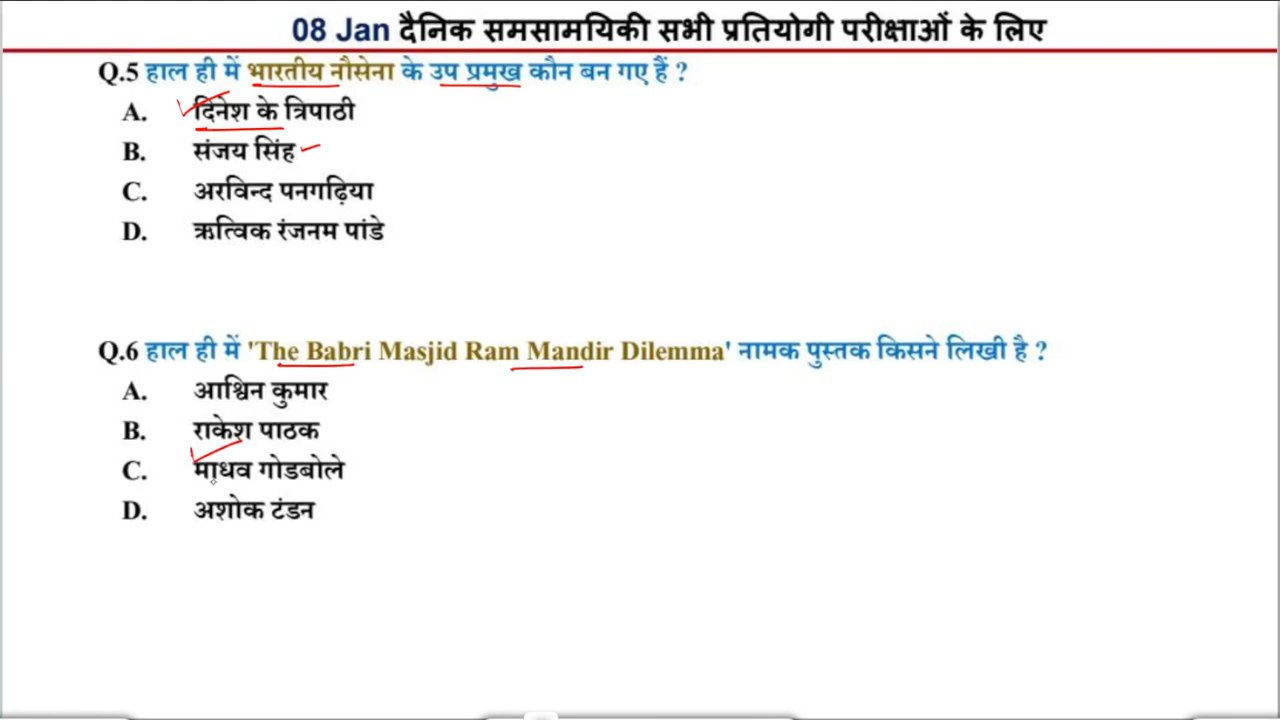 08 Jan दैनिक समसामयिकी सभी प्रतियोगी परीक्षाओं के लिए
Q.5 हाल ही में भारतीय नौसेना के उप प्रमुख कौन बन गए हैं ?
A. दिनेश के त्रिपाठी
B. संजय सिंह
C. अरविन्द पनगढ़िया
D. ऋत्विक रंजनम पांडे
Q.6 हाल ही में 'The Babri Masjid Ram Mandir Dilemma' नामक पुस्तक किसने लिखी है ?
A. आश्विन कुमार
B. राकेश पाठक
C. माधव गोडबोले
D. अशोक टंडन